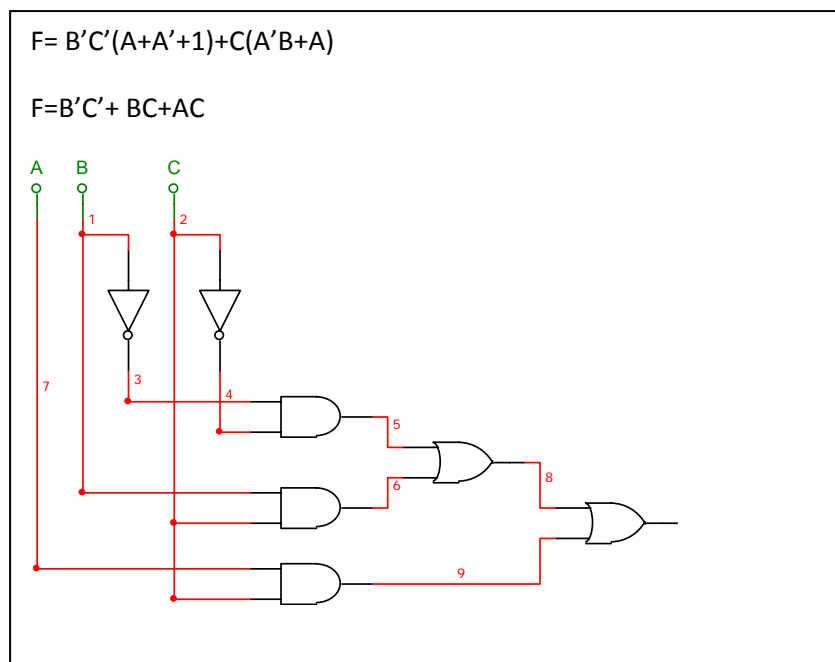 F= B’C’(A+A’+1)+C(A’B+A)
F=B’C’+ BC+AC
A B C
1 2
7 3 4 5
6 8
9